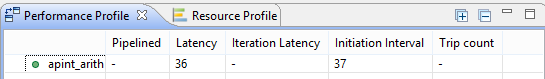 Performance Profile Resource Profile
Pipelined Latency Iteration Latency Initiation Interval Trip count
apint_arith - 36 - 37 -